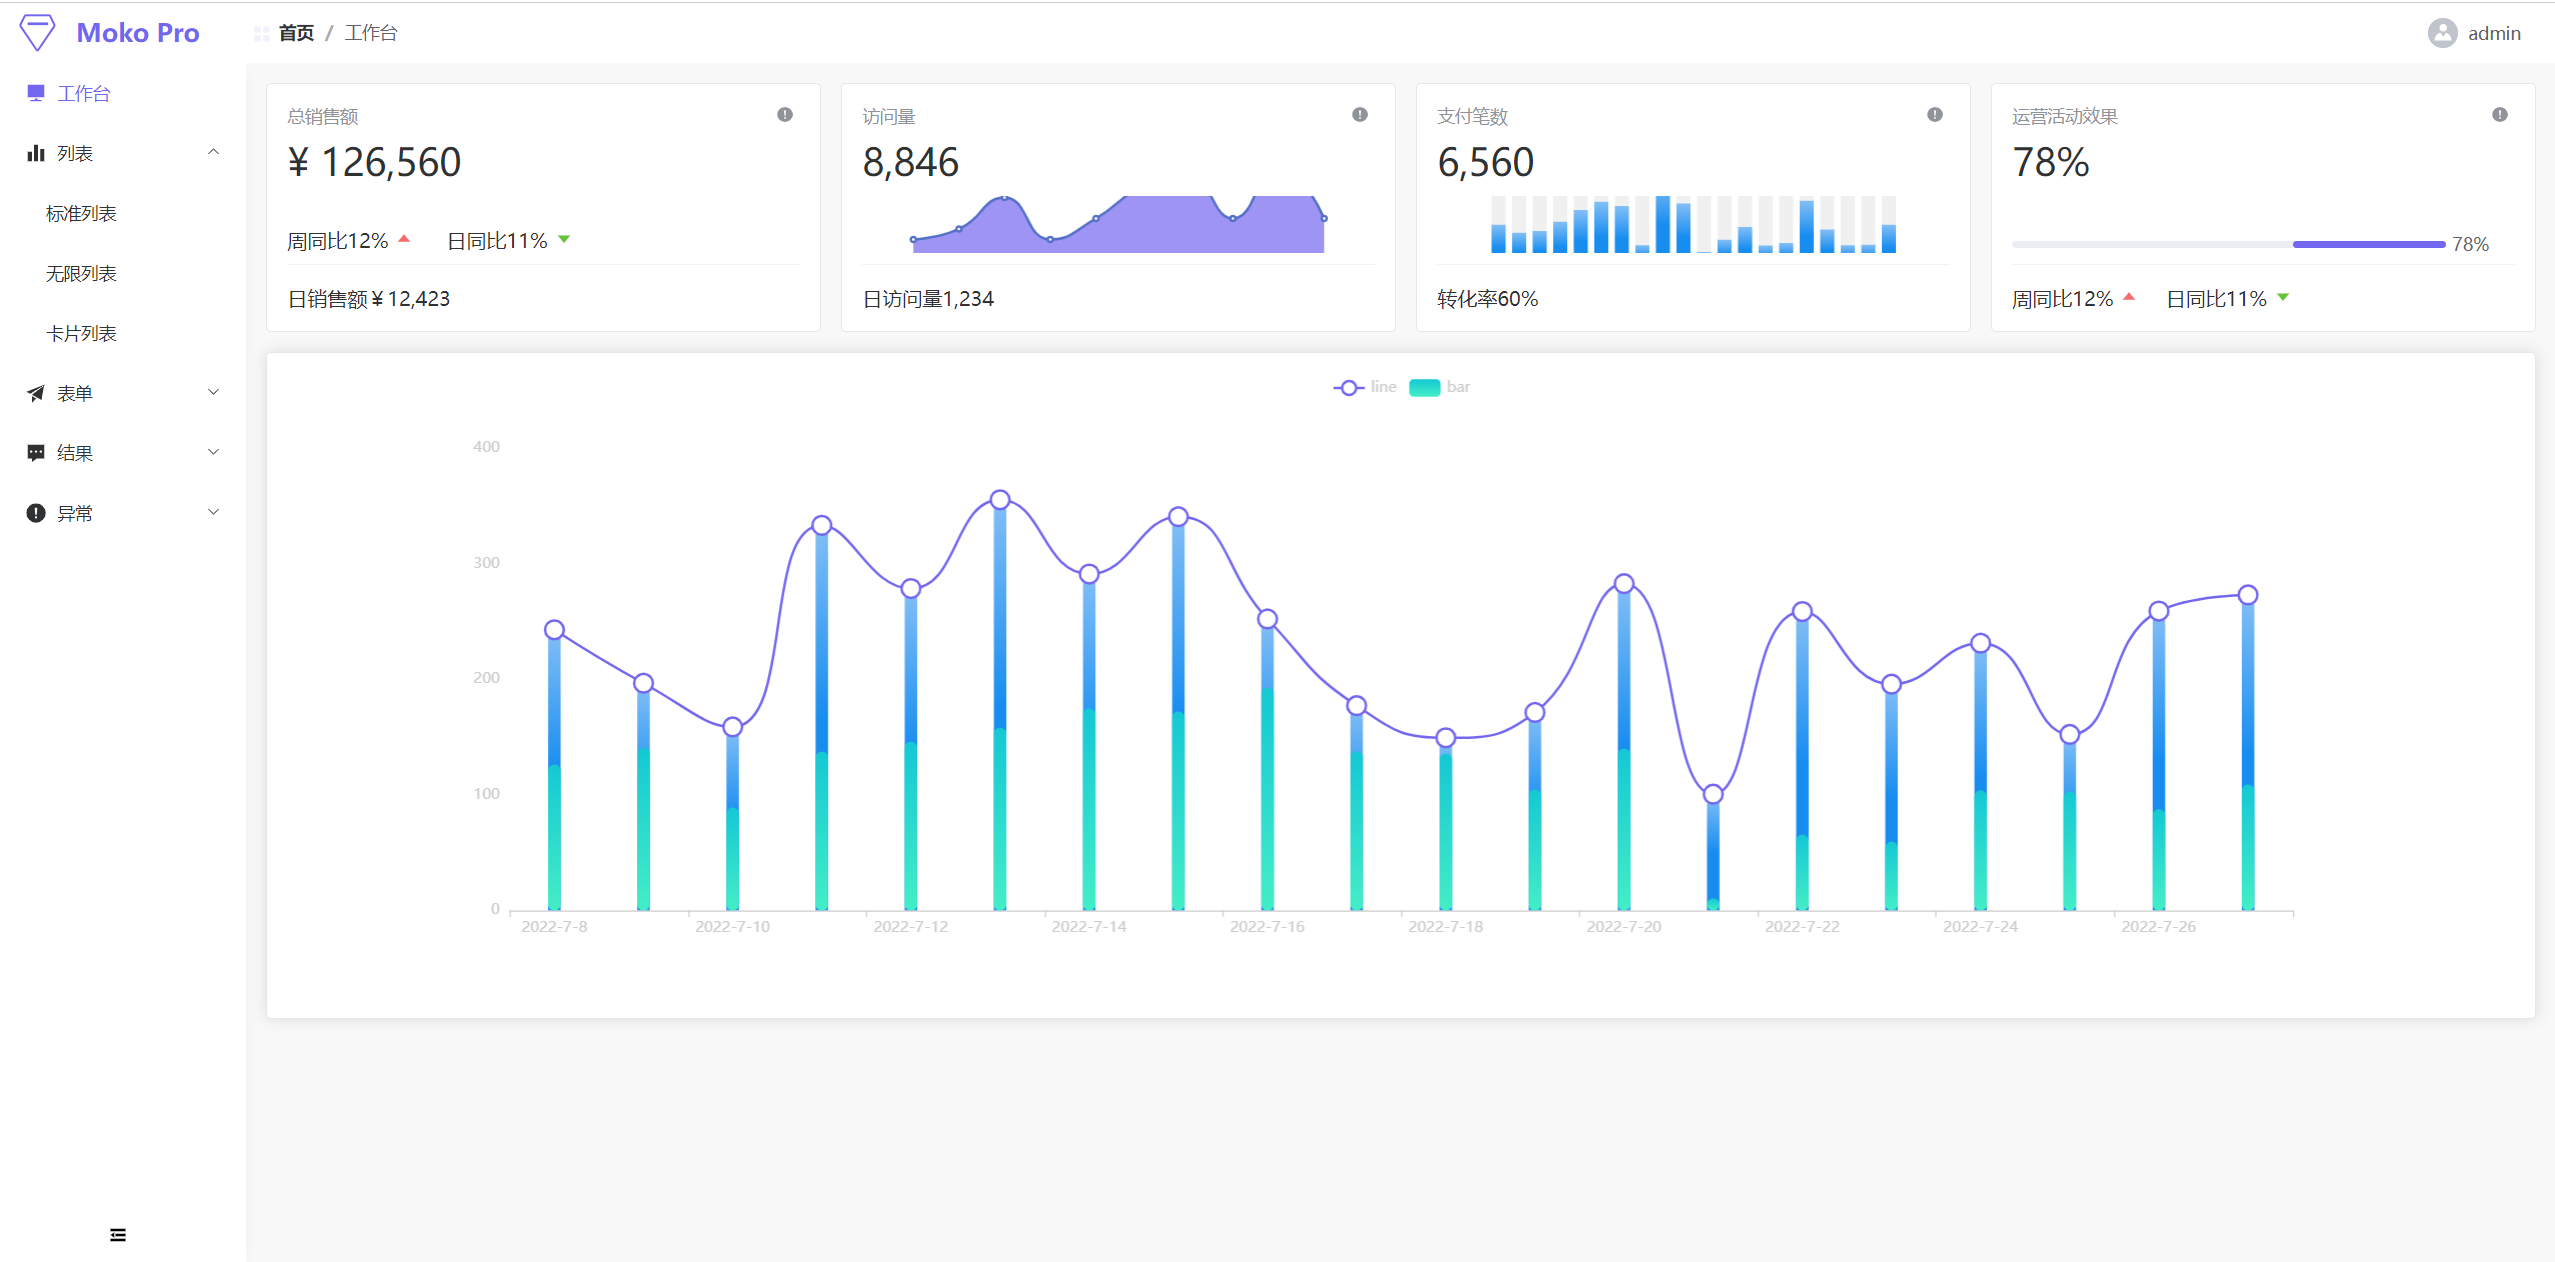 Moko Pro
首页 / 工作台
admin
工作台
列表
标准列表
无限列表
卡片列表
表单
结果
异常
总销售额
¥ 126,560
周同比12% 日同比11%
日销售额¥12,423
访问量
8,846
日访问量1,234
支付笔数
6,560
转化率60%
运营活动效果
78%
78%
周同比12% 日同比11%
line bar
400
300
200
100
0
2022-7-8 2022-7-10 2022-7-12 2022-7-14 2022-7-16 2022-7-18 2022-7-20 2022-7-22 2022-7-24 2022-7-26